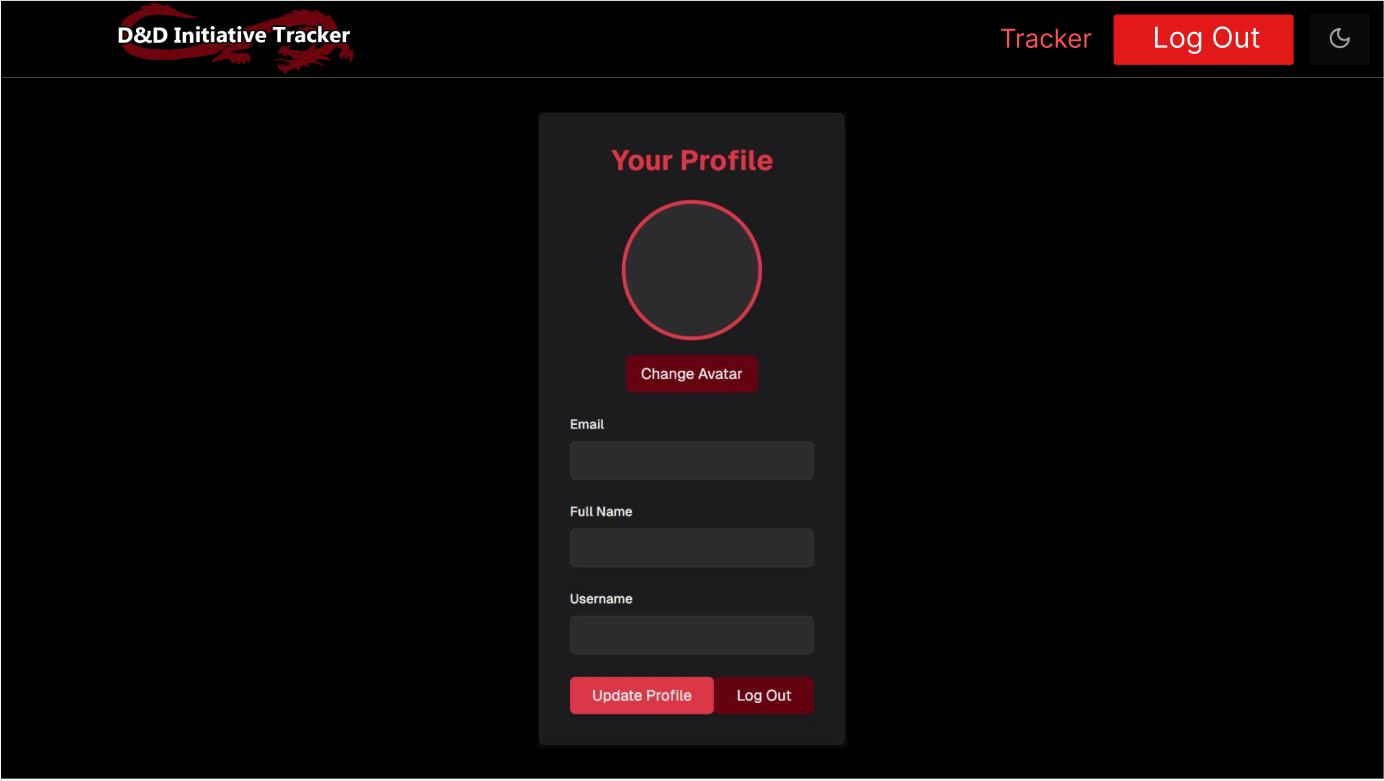 D&D Initiative Tracker
Tracker
Log Out
Your Profile
Change Avatar
Email
Full Name
Username
Update Profile
Log Out